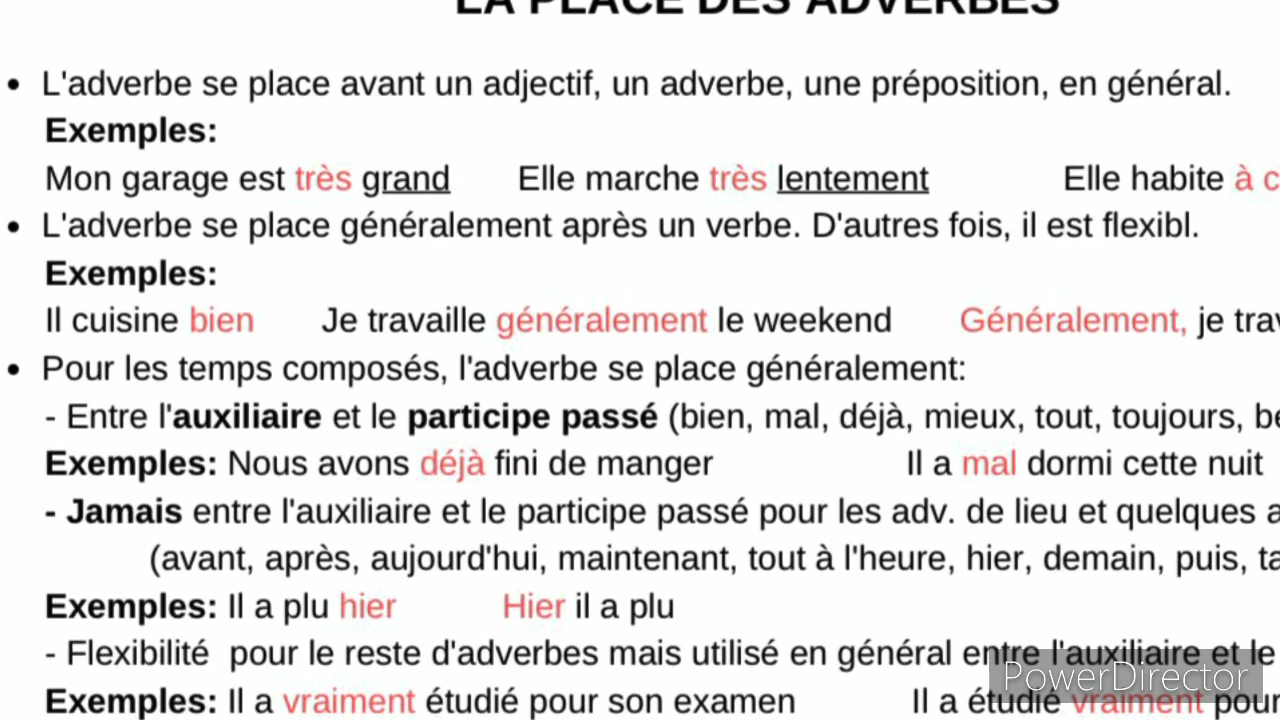 LA PLACE DES ADVERBES
• L'adverbe se place avant un adjectif, un adverbe, une préposition, en général.
Exemples:
Mon garage est très grand Elle marche très lentement Elle habite à c
• L'adverbe se place généralement après un verbe. D'autres fois, il est flexibl.
Exemples:
Il cuisine bien Je travaille généralement le weekend Généralement, je trav
• Pour les temps composés, l'adverbe se place généralement:
- Entre l'auxiliaire et le participe passé (bien, mal, déjà, mieux, tout, toujours, be
Exemples: Nous avons déjà fini de manger Il a mal dormi cette nuit
- Jamais entre l'auxiliaire et le participe passé pour les adv. de lieu et quelques a
(avant, après, aujourd'hui, maintenant, tout à l'heure, hier, demain, puis, ta
Exemples: Il a plu hier Hier il a plu
- Flexibilité pour le reste d'adverbes mais utilisé en général entre l'auxiliaire et le
PowerDirector
Exemples: Il a vraiment étudié pour son examen Il a étudié vraiment pour